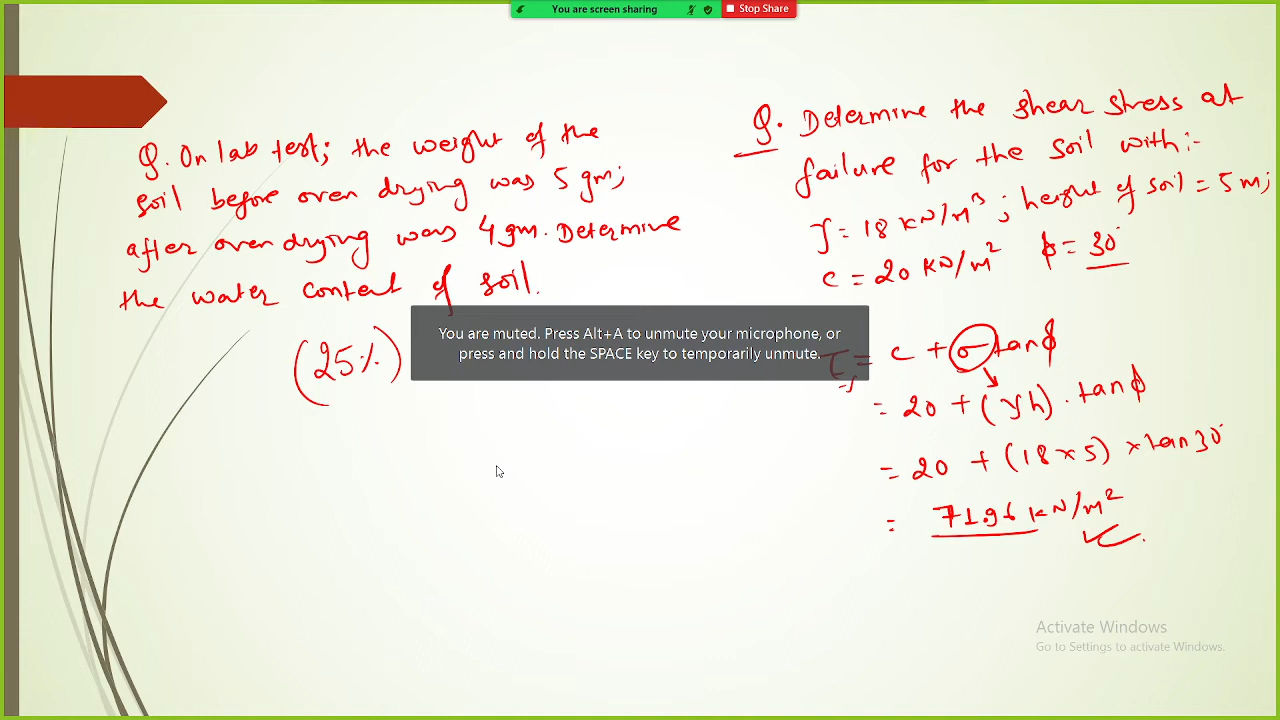 You are screen sharing
Stop Share
Q. On lab test; the weight of the
soil before oven drying was 5 gm;
after oven drying was 4 gm. Determine
the water content of soil.
(25%)
Q. Determine the shear stress at
failure for the soil with:-
γ = 18 KN/m³ ; height of soil = 5 m;
c = 20 KN/m² ϕ = 30°
You are muted. Press Alt+A to unmute your microphone, or
press and hold the SPACE key to temporarily unmute.
τf = c + σ tanϕ
= 20 + (γh) . tanϕ
= 20 + (18 × 5) × tan 30°
= 71.96 KN/m²
Activate Windows
Go to Settings to activate Windows.